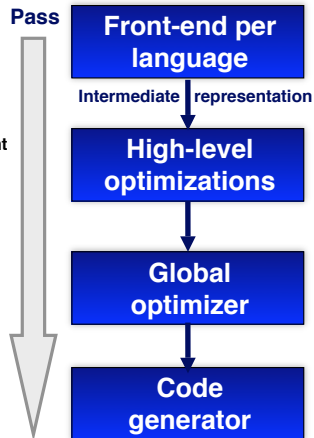 Pass
Front-end per
language
Intermediate representation
High-level
optimizations
Global
optimizer
Code
generator